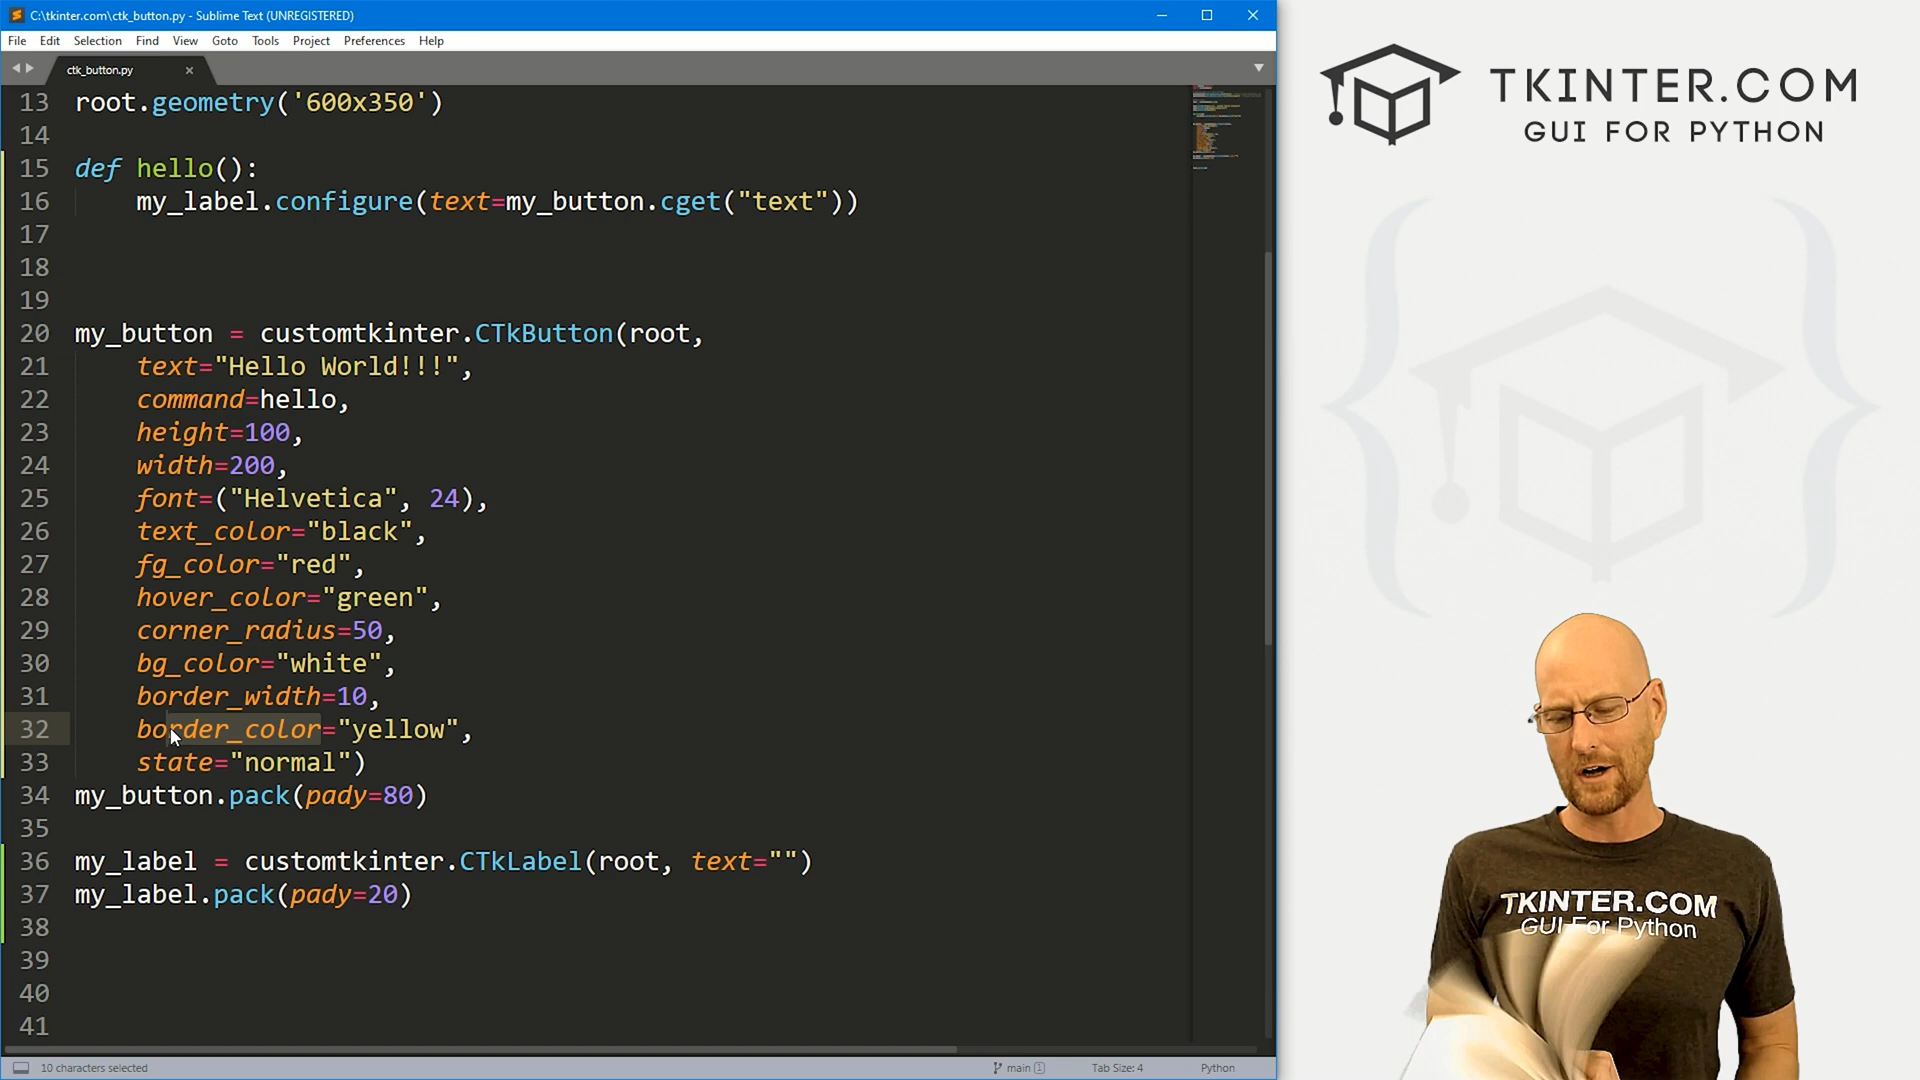 C:\tkinter.com\ctk_button.py - Sublime Text (UNREGISTERED)
File Edit Selection Find View Goto Tools Project Preferences Help
ctk_button.py
13 root.geometry('600x350')
14
15 def hello():
16 my_label.configure(text=my_button.cget("text"))
17
18
19
20 my_button = customtkinter.CTkButton(root,
21 text="Hello World!!!",
22 command=hello,
23 height=100,
24 width=200,
25 font=("Helvetica", 24),
26 text_color="black",
27 fg_color="red",
28 hover_color="green",
29 corner_radius=50,
30 bg_color="white",
31 border_width=10,
32 border_color="yellow",
33 state="normal")
34 my_button.pack(pady=80)
35
36 my_label = customtkinter.CTkLabel(root, text="")
37 my_label.pack(pady=20)
38
39
40
41
10 characters selected
main 1
Tab Size: 4
Python
TKINTER.COM
GUI FOR PYTHON
TKINTER.COM
GUI For Python